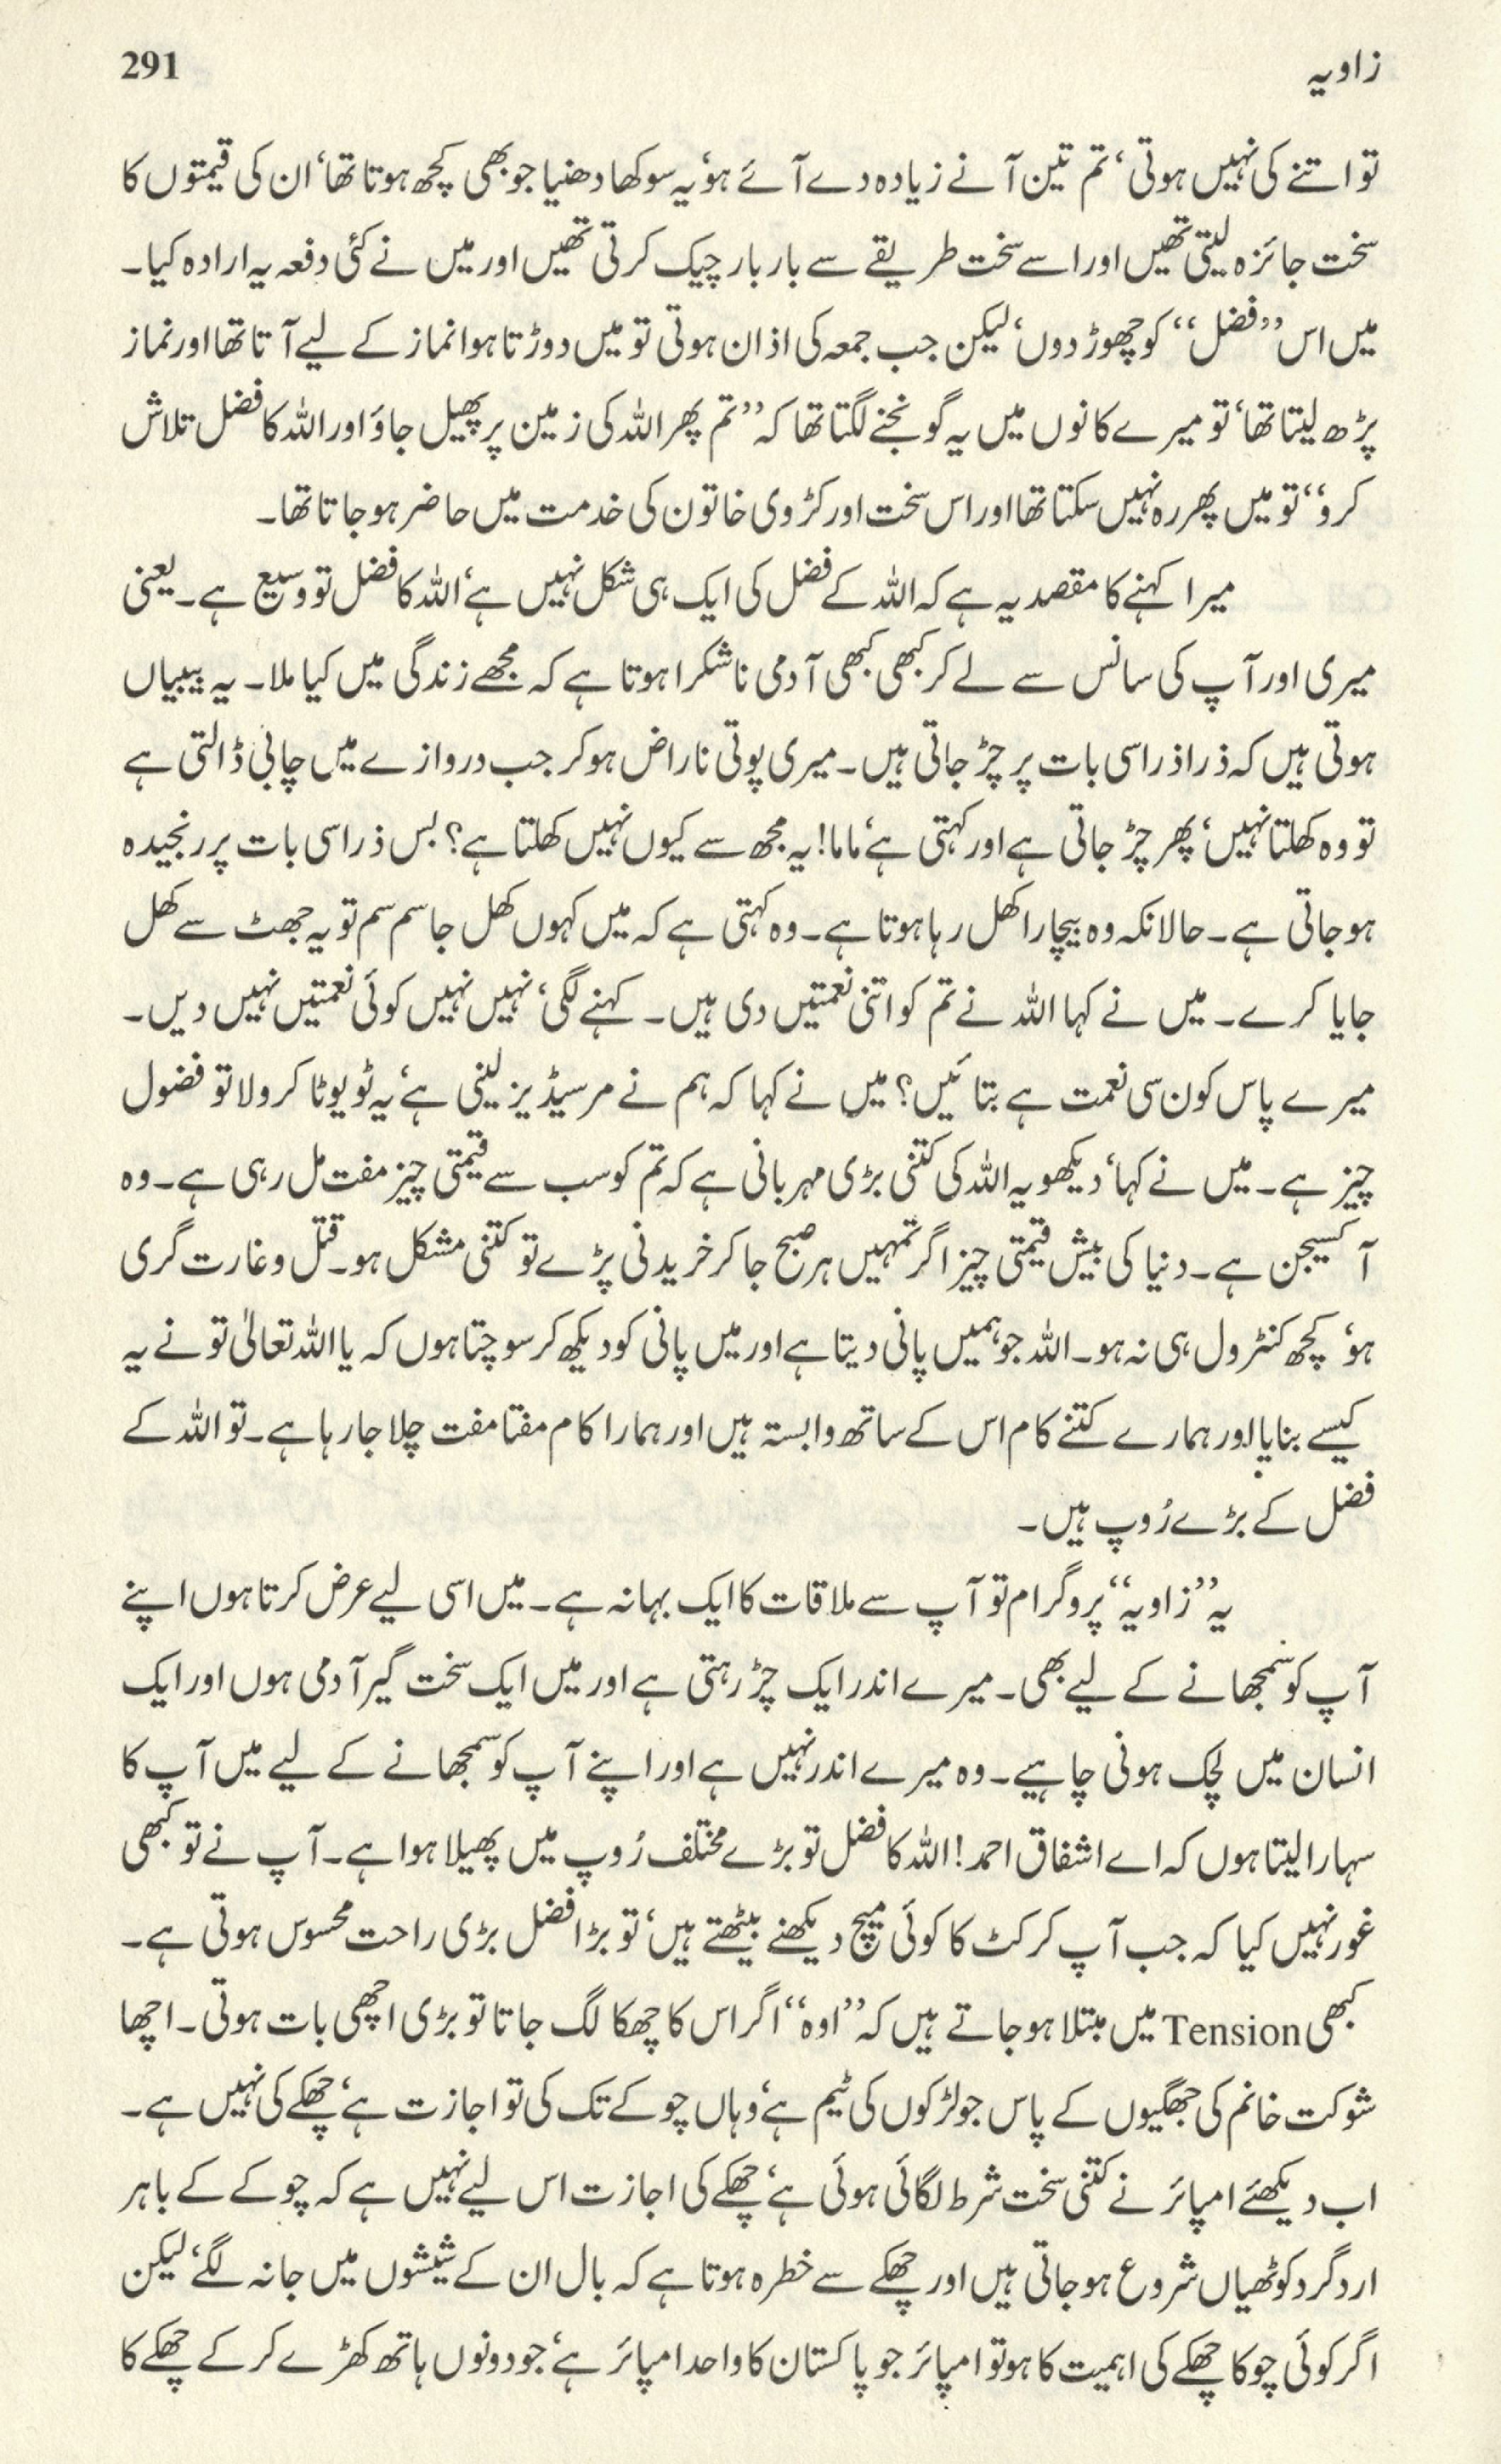 زاویہ 291
تو اتنے کی نہیں ہوتی‘ تم تین آنے زیادہ دے آئے ہو‘ یہ سوکھا دھنیا جو بھی کچھ ہوتا تھا‘ ان کی قیمتوں کا
سخت جائزہ لیتی تھیں اور اسے سخت طریقے سے بار بار چیک کرتی تھیں اور میں نے کئی دفعہ یہ ارادہ کیا۔
میں اس ’’فضل‘‘ کو چھوڑ دوں‘ لیکن جب جمعہ کی اذان ہوتی تو میں دوڑتا ہوا نماز کے لیے آتا تھا اور نماز
پڑھ لیتا تھا‘ تو میرے کانوں میں یہ گونجنے لگتا تھا کہ ’’تم پھر اللہ کی زمین پر پھیل جاؤ اور اللہ کا فضل تلاش
کرو‘‘ تو میں پھر رہ نہیں سکتا تھا اور اس سخت اور کڑوی خاتون کی خدمت میں حاضر ہو جاتا تھا۔
میرا کہنے کا مقصد یہ ہے کہ اللہ کے فضل کی ایک ہی شکل نہیں ہے‘ اللہ کا فضل تو وسیع ہے۔ یعنی
میری اور آپ کی سانس سے لے کر کبھی کبھی آدمی ناشکرا ہوتا ہے کہ مجھے زندگی میں کیا ملا۔ یہ بیبیاں
ہوتی ہیں کہ ذرا ذرا سی بات پر چڑ جاتی ہیں۔ میری پوتی ناراض ہو کر جب دروازے میں چابی ڈالتی ہے
تو وہ کھلتا نہیں‘ پھر چڑ جاتی ہے اور کہتی ہے‘ ماما! یہ مجھ سے کیوں نہیں کھلتا ہے؟ بس ذرا سی بات پر رنجیدہ
ہو جاتی ہے۔ حالانکہ وہ بیچارا کھل رہا ہوتا ہے۔ وہ کہتی ہے کہ میں کہوں کھل جا سم سم تو یہ جھٹ سے کھل
جایا کرے۔ میں نے کہا اللہ نے تم کو اتنی نعمتیں دی ہیں۔ کہنے لگی‘ نہیں نہیں کوئی نعمتیں نہیں دیں۔
میرے پاس کون سی نعمت ہے بتائیں؟ میں نے کہا کہ ہم نے مرسیڈیز لینی ہے‘ یہ ٹویوٹا کرولا تو فضول
چیز ہے۔ میں نے کہا‘ دیکھو یہ اللہ کی کتنی بڑی مہربانی ہے کہ تم کو سب سے قیمتی چیز مفت مل رہی ہے۔ وہ
آکسیجن ہے۔ دنیا کی بیش قیمتی چیز اگر تمہیں ہر صبح جا کر خریدنی پڑے تو کتنی مشکل ہو۔ قتل و غارت گری
ہو‘ کچھ کنٹرول ہی نہ ہو۔ اللہ جو ہمیں پانی دیتا ہے اور میں پانی کو دیکھ کر سوچتا ہوں کہ یا اللہ تعالیٰ تو نے یہ
کیسے بنایا اور ہمارے کتنے کام اس کے ساتھ وابستہ ہیں اور ہمارا کام مفتا مفت چلا جا رہا ہے۔ تو اللہ کے
فضل کے بڑے رُوپ ہیں۔
یہ ’’زاویہ‘‘ پروگرام تو آپ سے ملاقات کا ایک بہانہ ہے۔ میں اسی لیے عرض کرتا ہوں اپنے
آپ کو سمجھانے کے لیے بھی۔ میرے اندر ایک چڑ رہتی ہے اور میں ایک سخت گیر آدمی ہوں اور ایک
انسان میں لچک ہونی چاہیے۔ وہ میرے اندر نہیں ہے اور اپنے آپ کو سمجھانے کے لیے میں آپ کا
سہارا لیتا ہوں کہ اے اشفاق احمد! اللہ کا فضل تو بڑے مختلف رُوپ میں پھیلا ہوا ہے۔ آپ نے تو کبھی
غور نہیں کیا کہ جب آپ کرکٹ کا کوئی میچ دیکھنے بیٹھتے ہیں‘ تو بڑا فضل بڑی راحت محسوس ہوتی ہے۔
کبھی Tension میں مبتلا ہو جاتے ہیں کہ ’’اوہ‘‘ اگر اس کا چھکا لگ جاتا تو بڑی اچھی بات ہوتی۔ اچھا
شوکت خانم کی جھگیوں کے پاس جو لڑکوں کی ٹیم ہے‘ وہاں چوکے تک کی تو اجازت ہے‘ چھکے کی نہیں ہے۔
اب دیکھئے امپائر نے کتنی سخت شرط لگائی ہوئی ہے‘ چھکے کی اجازت اس لیے نہیں ہے کہ چوکے کے باہر
اردگرد کوٹھیاں شروع ہو جاتی ہیں اور چھکے سے خطرہ ہوتا ہے کہ بال ان کے شیشوں میں جا نہ لگے‘ لیکن
اگر کوئی چوکا چھکے کی اہمیت کا ہو تو امپائر جو پاکستان کا واحد امپائر ہے‘ جو دونوں ہاتھ کھڑے کر کے چھکے کا